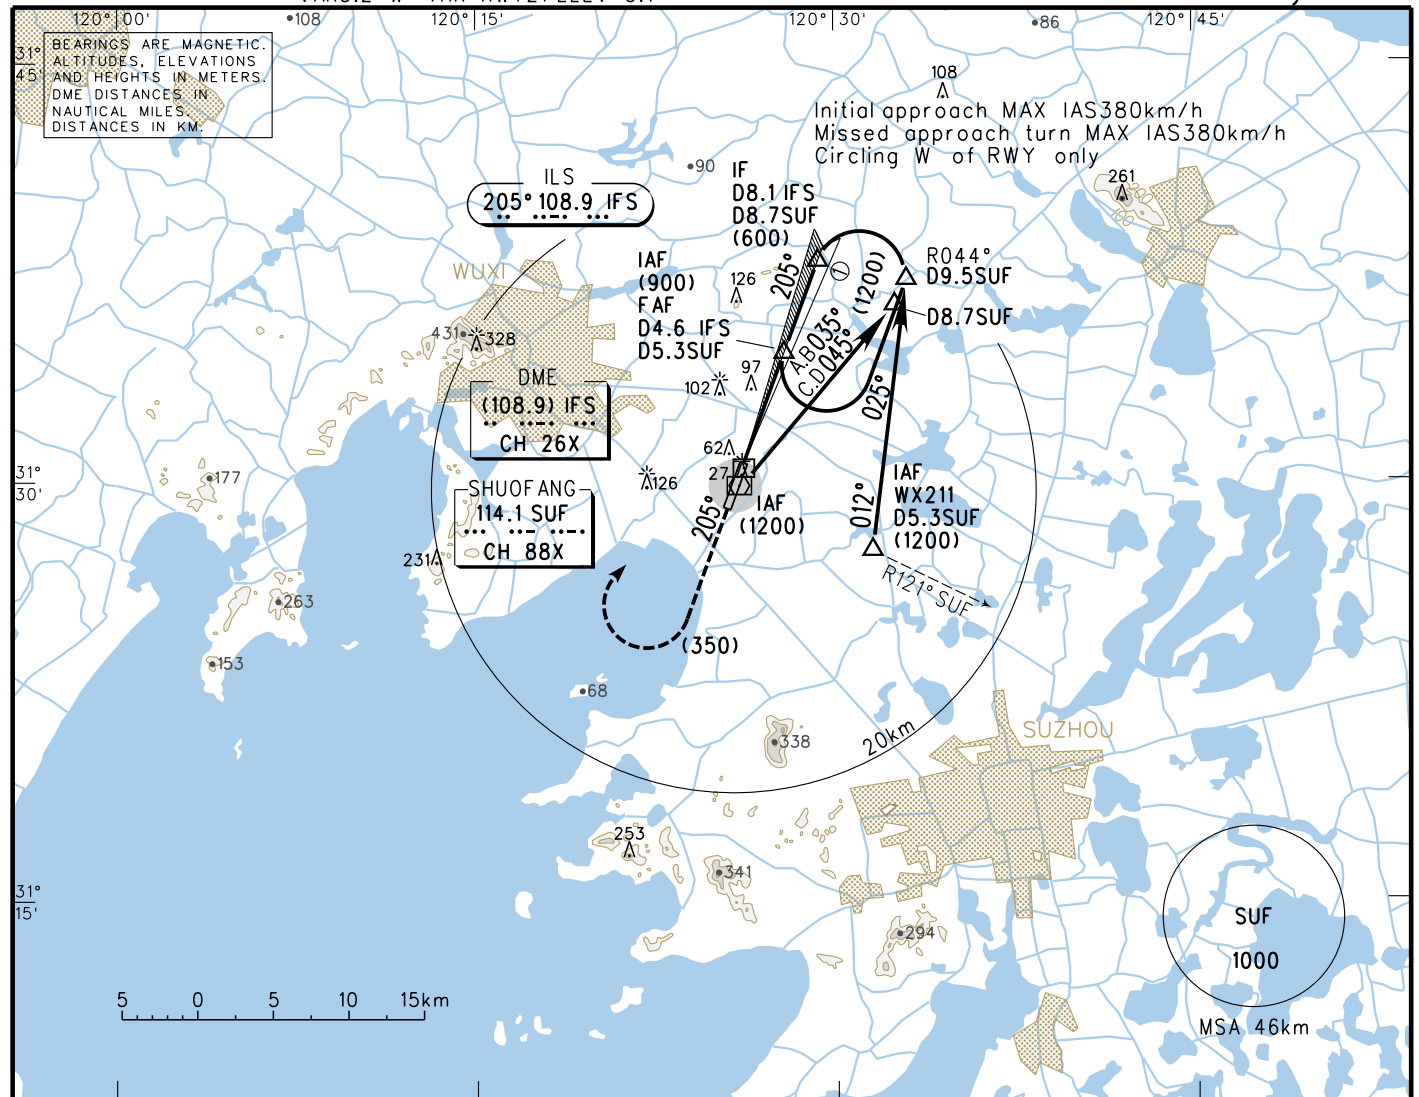 120° 00'
108
120° 15'
120° 30'
86
120° 45'
31°
45'
BEARINGS ARE MAGNETIC.
ALTITUDES, ELEVATIONS
AND HEIGHTS IN METERS.
DME DISTANCES IN
NAUTICAL MILES.
DISTANCES IN KM.
108
Initial approach MAX IAS380km/h
Missed approach turn MAX IAS380km/h
Circling W of RWY only
90
261
ILS
205° 108.9 IFS
IF
D8.1 IFS
D8.7SUF
(600)
IAF
(900)
FAF
D4.6 IFS
D5.3SUF
WUXI
126
205°
1
(1200)
R044°
D9.5SUF
D8.7SUF
431
328
A.B035°
C.D045°
97
102
025°
DME
(108.9) IFS
CH 26X
62
27
126
177
31°
30'
SHUOFANG
114.1 SUF
CH 88X
205°
IAF
(1200)
012°
IAF
WX211
D5.3SUF
(1200)
231
R121° SUF
263
(350)
153
68
338
20km
SUZHOU
253
341
31°
15'
294
SUF
1000
MSA 46km
5 0 5 10 15km